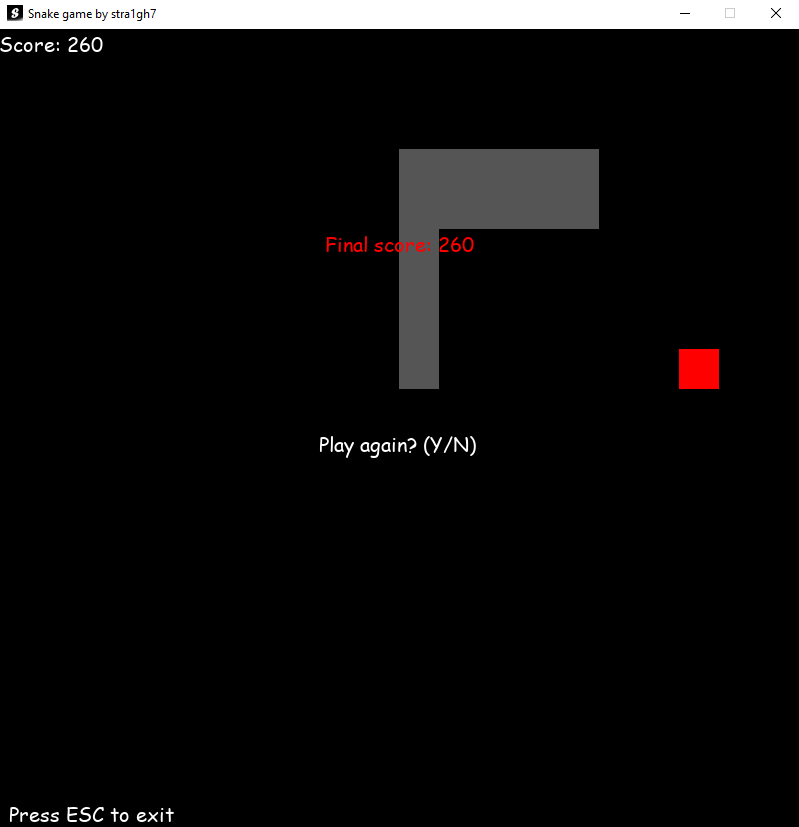 Snake game by stra1gh7
Score: 260
Final score: 260
Play again? (Y/N)
Press ESC to exit